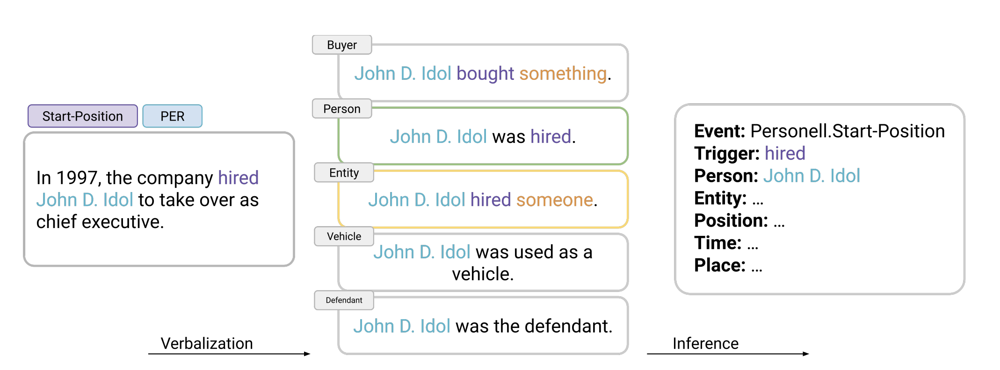 Start-Position
PER
In 1997, the company hired
John D. Idol to take over as
chief executive.
Verbalization
Buyer
John D. Idol bought something.
Person
John D. Idol was hired.
Entity
John D. Idol hired someone.
Vehicle
John D. Idol was used as a
vehicle.
Defendant
John D. Idol was the defendant.
Inference
Event: Personell.Start-Position
Trigger: hired
Person: John D. Idol
Entity: ...
Position: ...
Time: ...
Place: ...